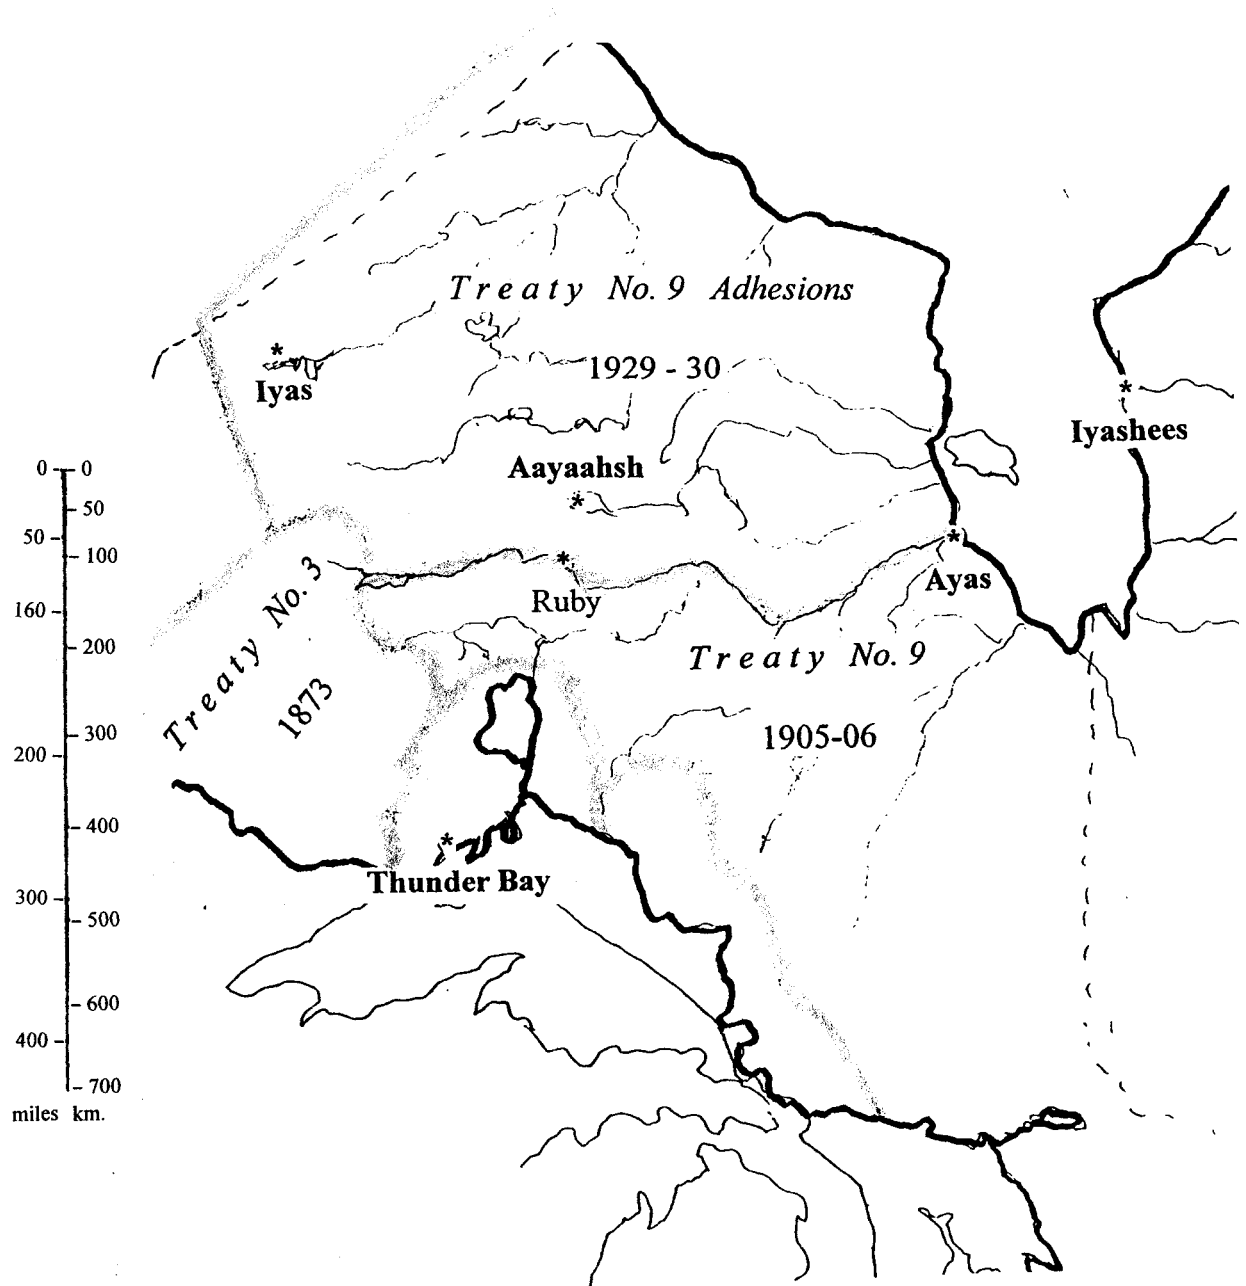 Treaty No. 9 Adhesions
1929 - 30
*
Iyas
*
Iyashees
Aayaahsh
*
*
Ruby
*
Ayas
Treaty No. 3
1873
Treaty No. 9
1905-06
*
Thunder Bay
0 0
50
50 100
160
200
300
200
400
300
500
600
400
700
miles km.